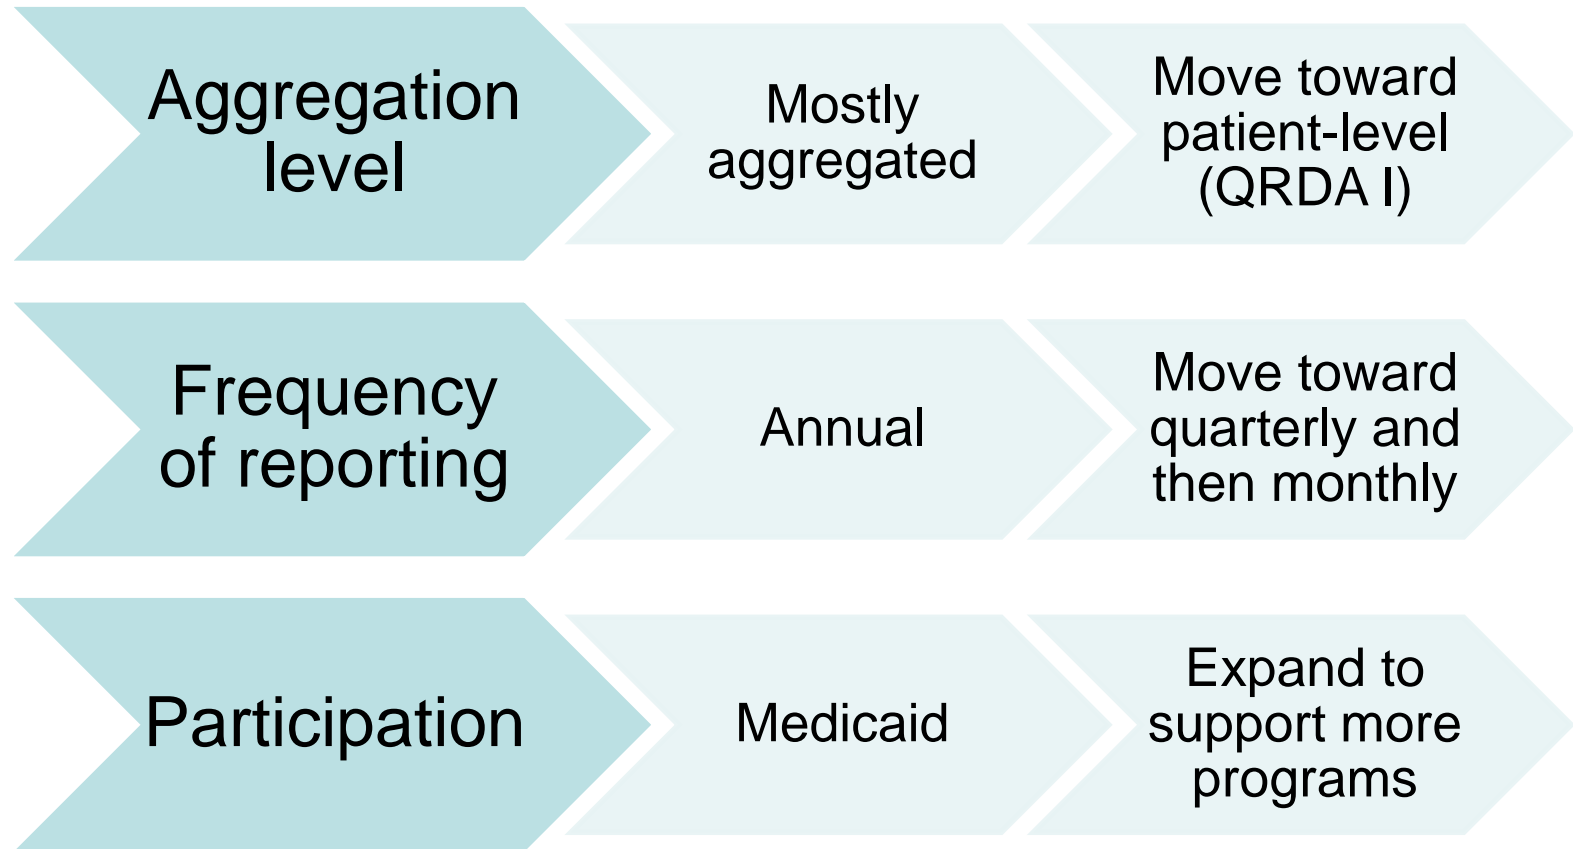 Aggregation
level
Mostly
aggregated
Move toward
patient-level
(QRDA I)
Frequency
of reporting
Annual
Move toward
quarterly and
then monthly
Participation
Medicaid
Expand to
support more
programs